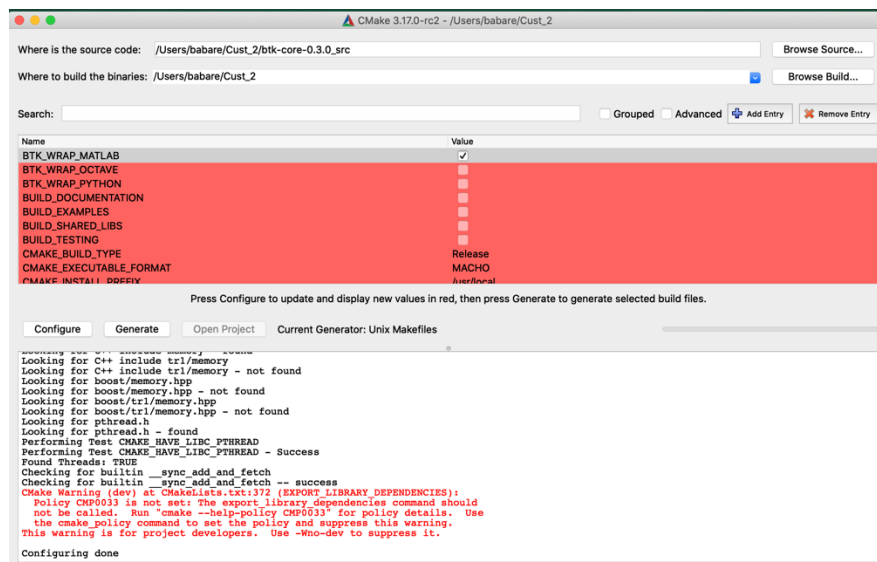 CMake 3.17.0-rc2 - /Users/babare/Cust_2
Where is the source code: /Users/babare/Cust_2/btk-core-0.3.0_src Browse Source...
Where to build the binaries: /Users/babare/Cust_2 Browse Build...
Search: Grouped Advanced Add Entry Remove Entry
Name Value
BTK_WRAP_MATLAB
BTK_WRAP_OCTAVE
BTK_WRAP_PYTHON
BUILD_DOCUMENTATION
BUILD_EXAMPLES
BUILD_SHARED_LIBS
BUILD_TESTING
CMAKE_BUILD_TYPE Release
CMAKE_EXECUTABLE_FORMAT MACHO
CMAKE_INSTALL_PREFIX /usr/local
Press Configure to update and display new values in red, then press Generate to generate selected build files.
Configure Generate Open Project Current Generator: Unix Makefiles
Looking for C++ include memory - found
Looking for C++ include tr1/memory
Looking for C++ include tr1/memory - not found
Looking for boost/memory.hpp
Looking for boost/memory.hpp - not found
Looking for boost/tr1/memory.hpp
Looking for boost/tr1/memory.hpp - not found
Looking for pthread.h
Looking for pthread.h - found
Performing Test CMAKE_HAVE_LIBC_PTHREAD
Performing Test CMAKE_HAVE_LIBC_PTHREAD - Success
Found Threads: TRUE
Checking for builtin __sync_add_and_fetch
Checking for builtin __sync_add_and_fetch -- success
CMake Warning (dev) at CMakeLists.txt:372 (EXPORT_LIBRARY_DEPENDENCIES):
Policy CMP0033 is not set: The export_library_dependencies command should
not be called. Run "cmake --help-policy CMP0033" for policy details. Use
the cmake_policy command to set the policy and suppress this warning.
This warning is for project developers. Use -Wno-dev to suppress it.
Configuring done